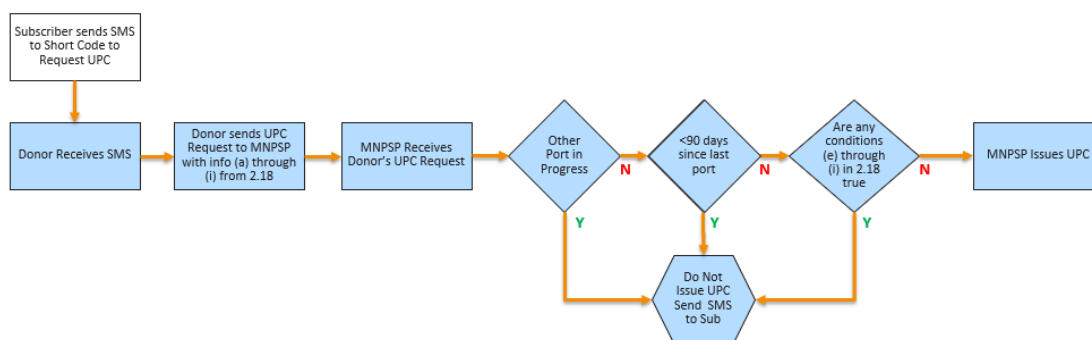 Subscriber sends SMS
to Short Code to
Request UPC
Donor Receives SMS
Donor sends UPC
Request to MNPSP
with info (a) through
(i) from 2.18
MNPSP Receives
Donor's UPC Request
Other
Port in
Progress
N
Y
<90 days
since last
port
N
Y
Are any
conditions
(e) through
(i) in 2.18
true
N
Y
MNPSP Issues UPC
Do Not
Issue UPC
Send SMS
to Sub